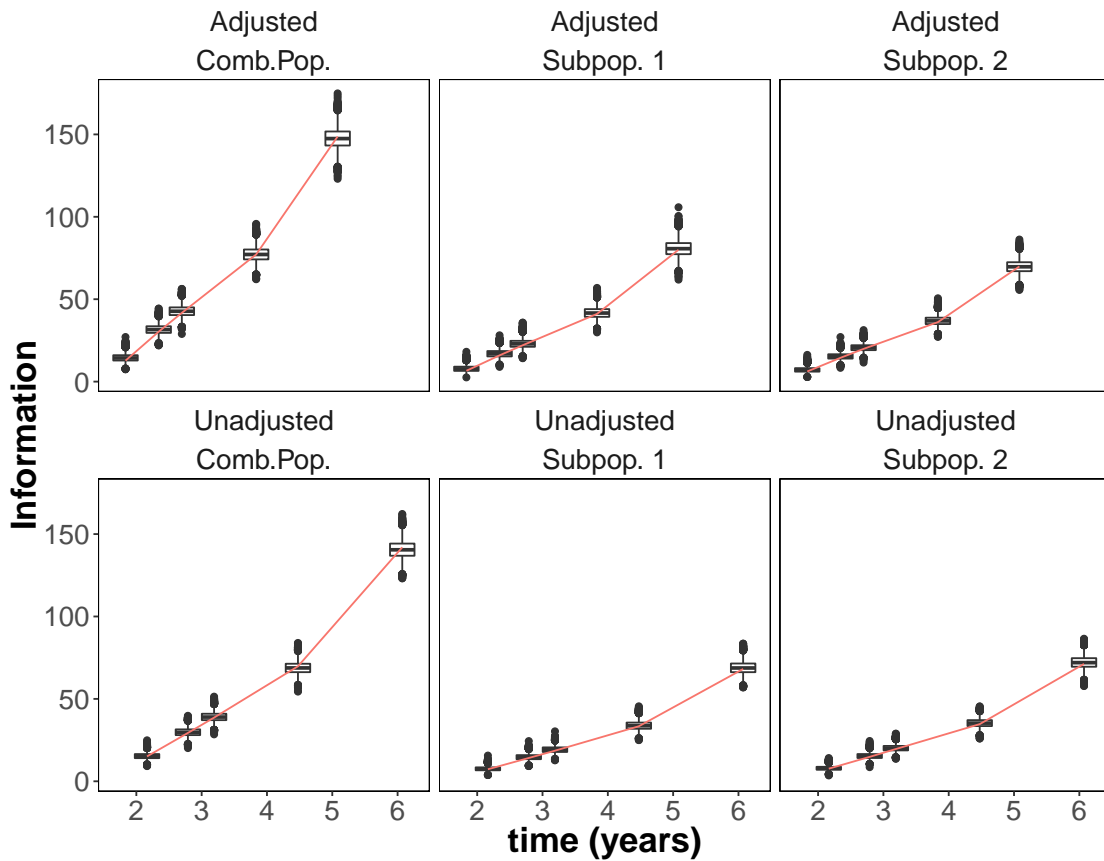 Adjusted Adjusted Adjusted
Comb.Pop. Subpop. 1 Subpop. 2
150
100
50
0
Unadjusted Unadjusted Unadjusted
Comb.Pop. Subpop. 1 Subpop. 2
150
100
50
0
Information
2 3 4 5 6 2 3 4 5 6 2 3 4 5 6
time (years)